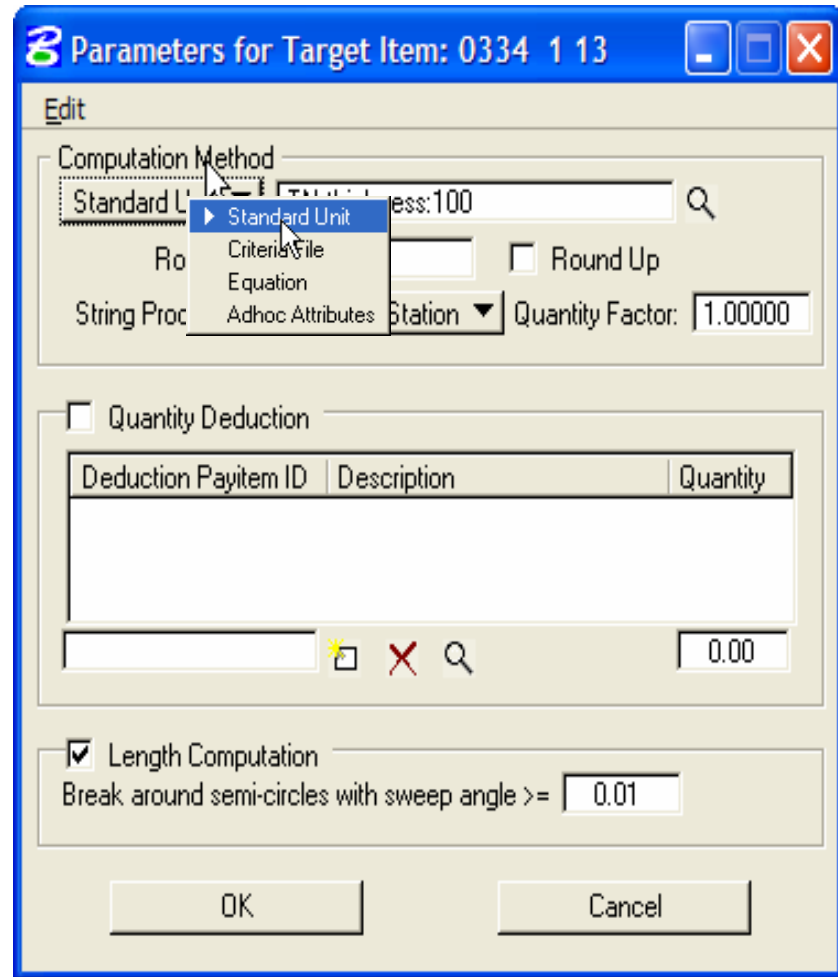 Parameters for Target Item: 0334 1 13
Edit
Computation Method
Standard ess:100
Standard Unit
Criteria File
Round Up
Equation
String Station Quantity Factor: 1.00000
Adhoc Attributes
Quantity Deduction
Deduction Payitem ID Description Quantity
0.00
Length Computation
Break around semi-circles with sweep angle >= 0.01
OK Cancel